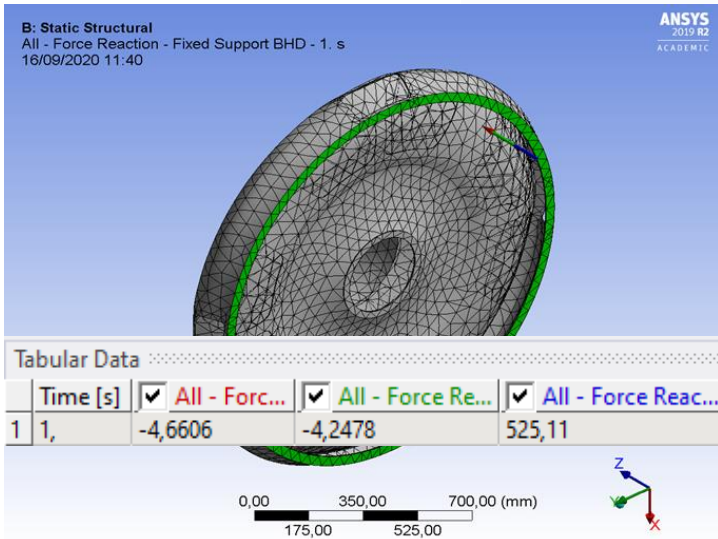 B: Static Structural
All - Force Reaction - Fixed Support BHD - 1. s
16/09/2020 11:40
ANSYS
2019 R2
ACADEMIC
Tabular Data
Time [s] All - Forc... All - Force Re... All - Force Reac...
1 1, -4,6606 -4,2478 525,11
0,00 350,00 700,00 (mm)
175,00 525,00
Z
Y
X